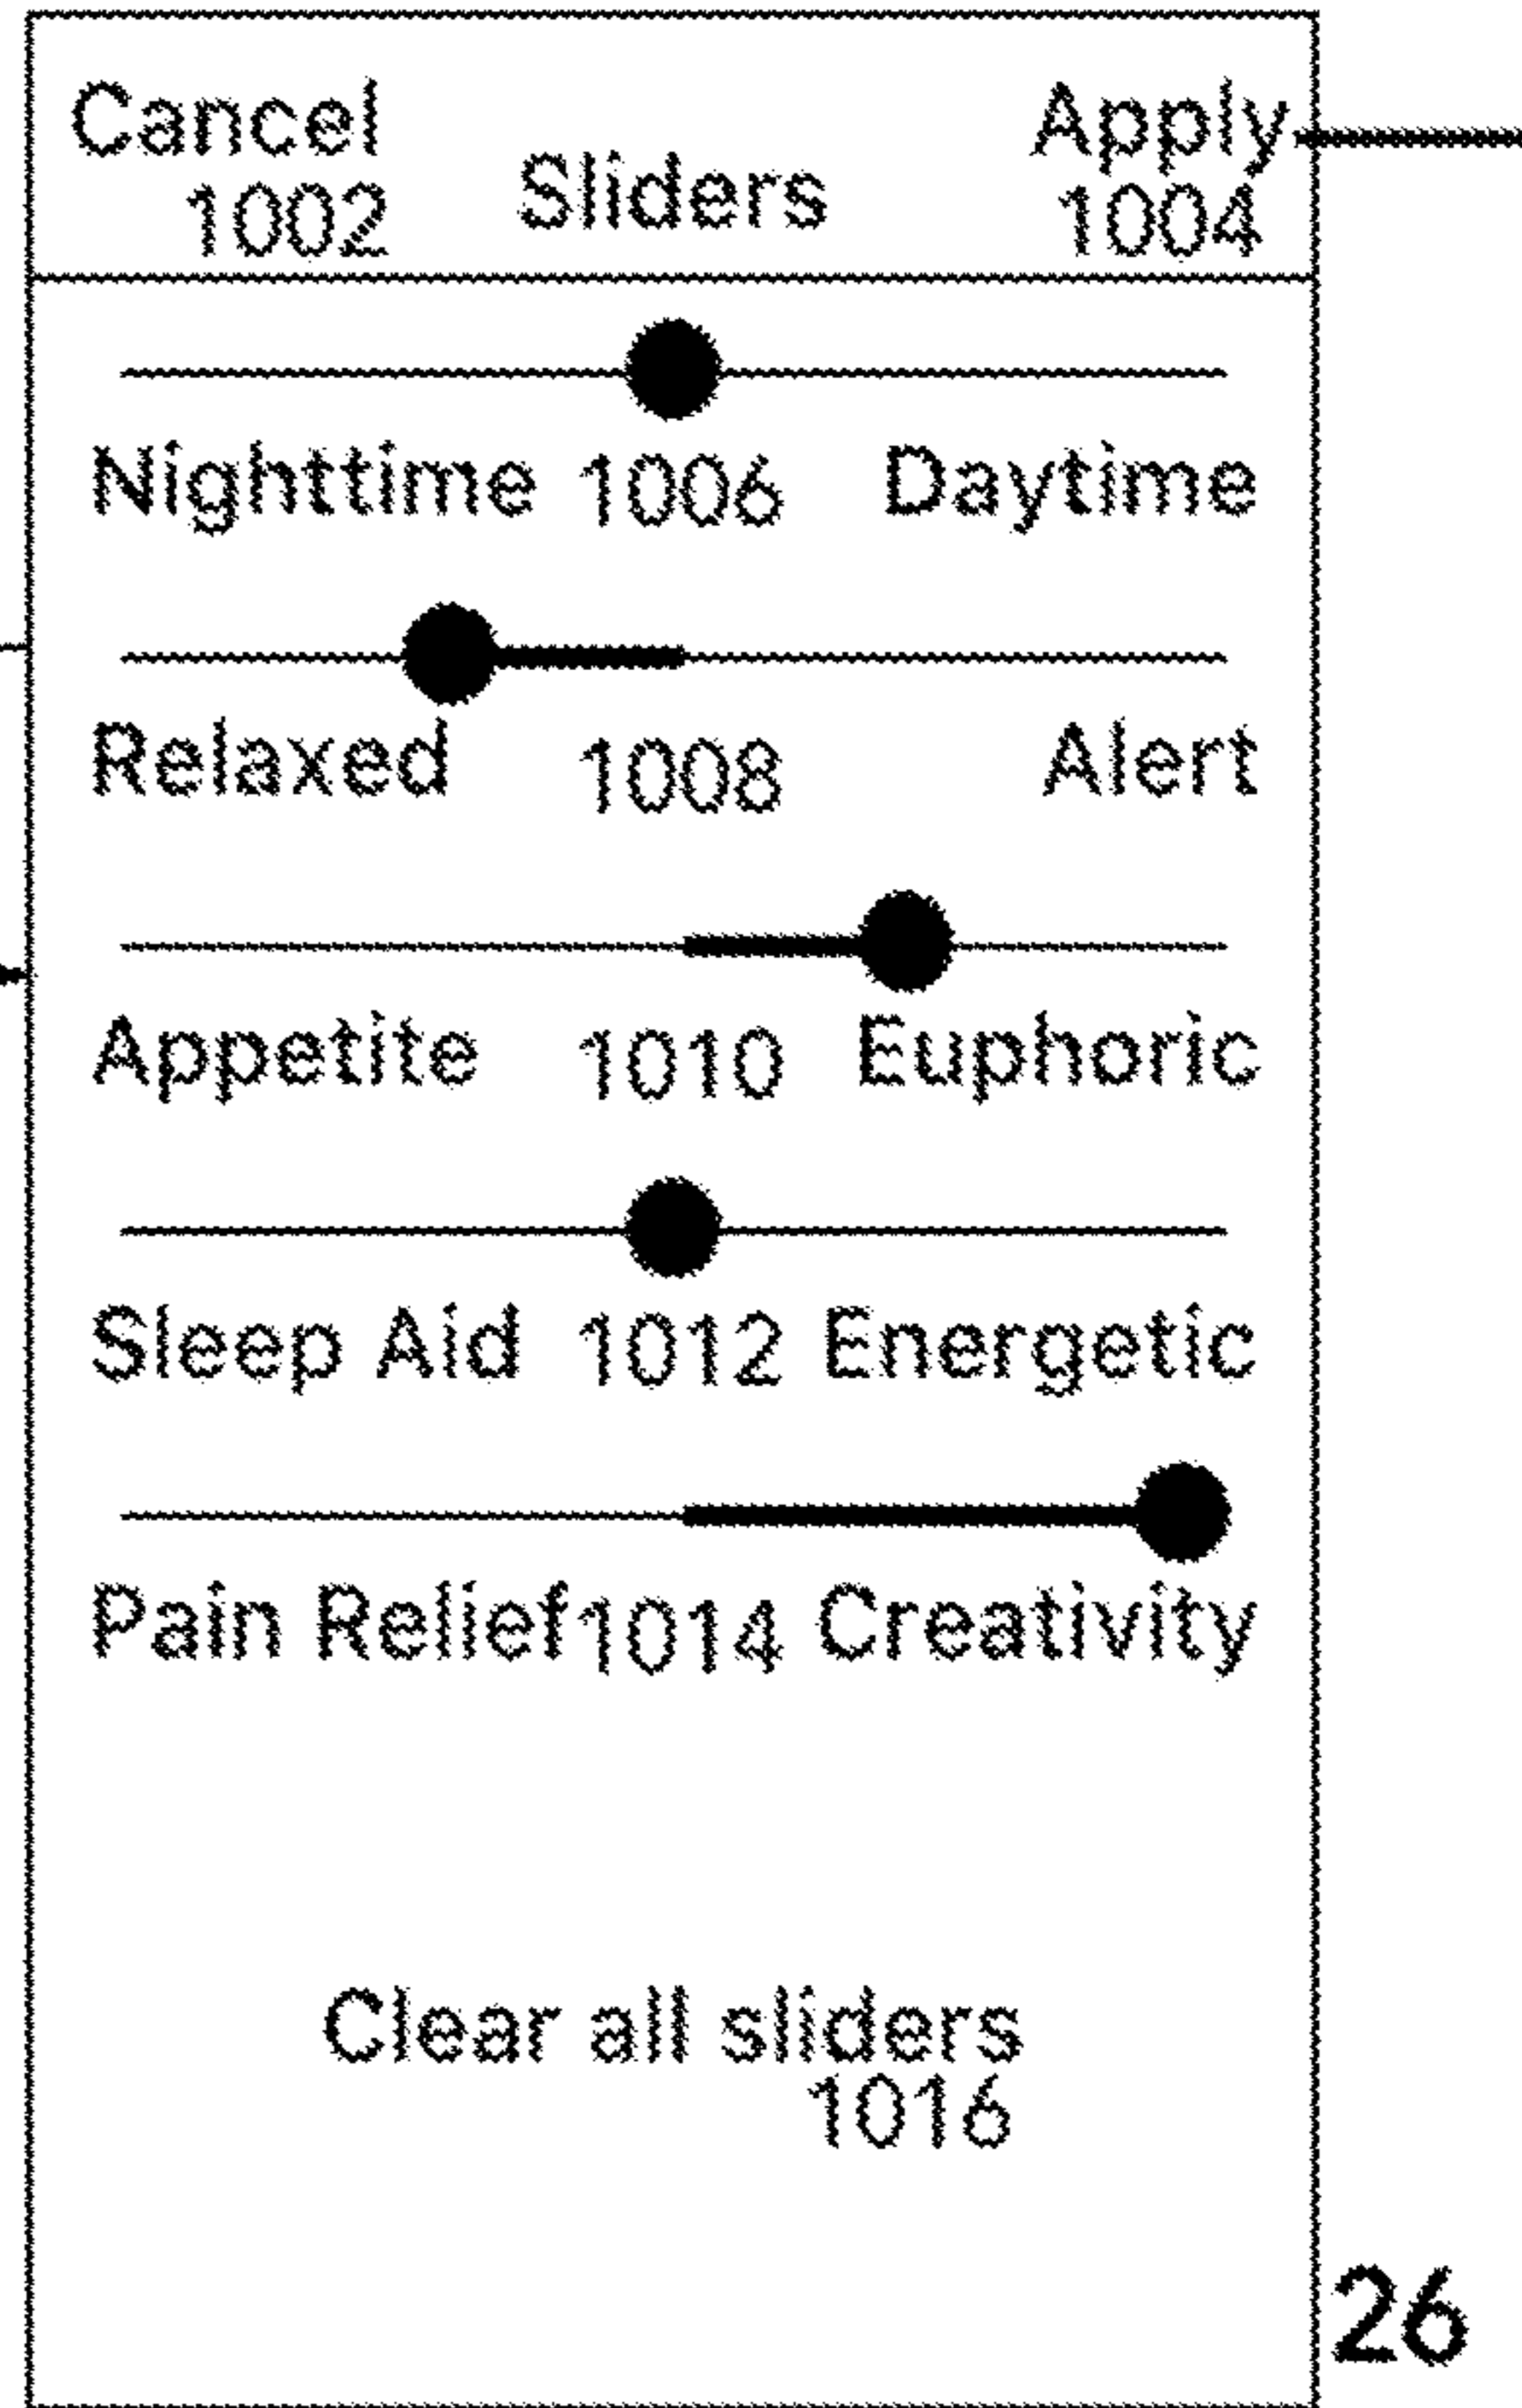 Cancel Sliders Apply
1002 1004
Nighttime 1006 Daytime
Relaxed 1008 Alert
Appetite 1010 Euphoric
Sleep Aid 1012 Energetic
Pain Relief 1014 Creativity
Clear all sliders
1016
26